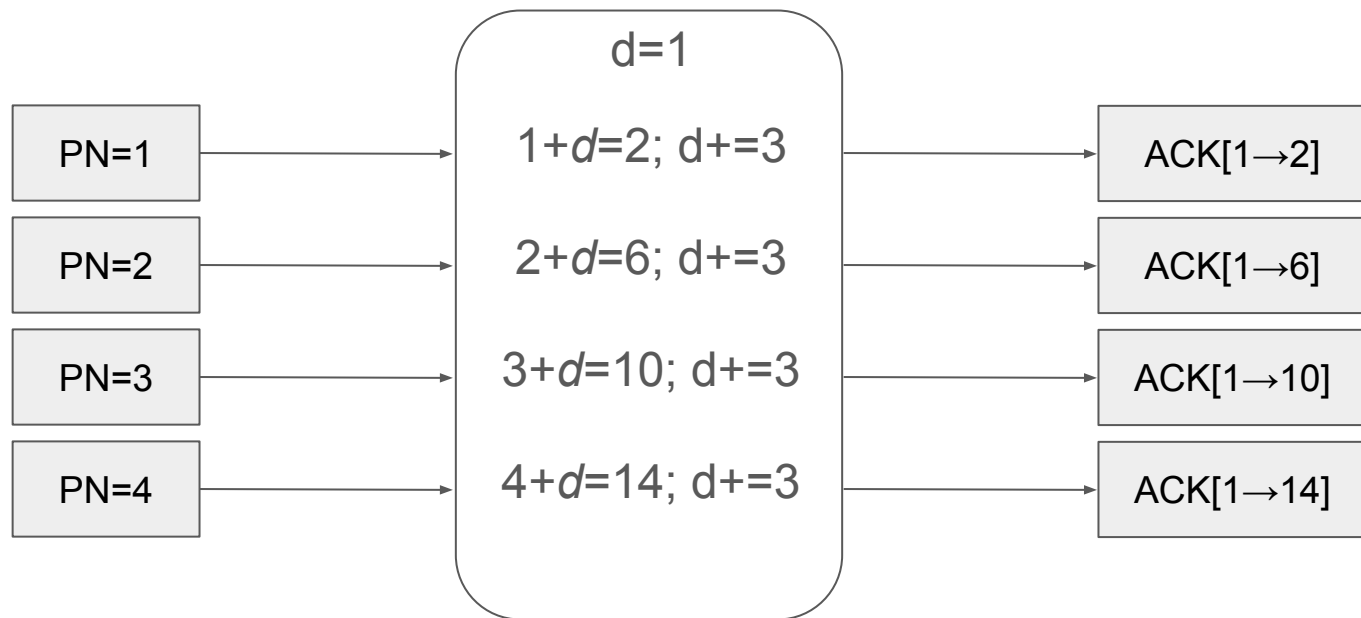 d=1
PN=1
1+d=2; d+=3
ACK[1→2]
PN=2
2+d=6; d+=3
ACK[1→6]
PN=3
3+d=10; d+=3
ACK[1→10]
PN=4
4+d=14; d+=3
ACK[1→14]